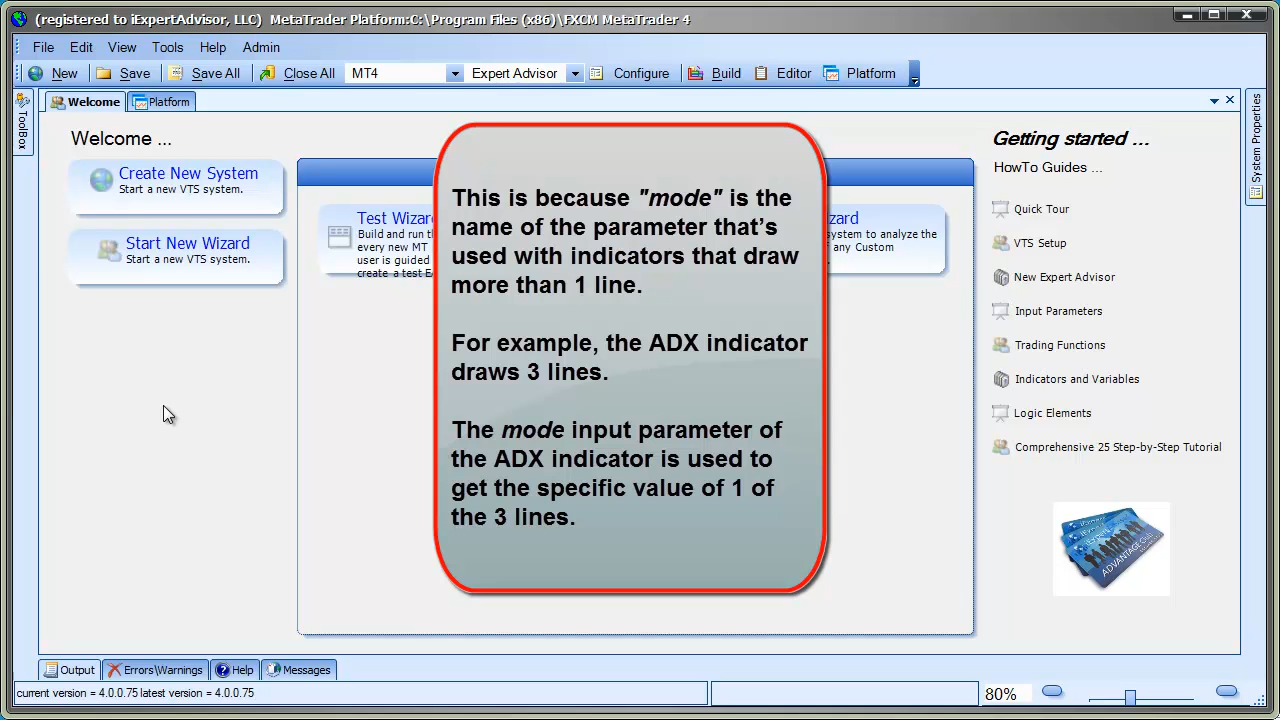 (registered to iExpertAdvisor, LLC) MetaTrader Platform:C:\Program Files (x86)\FXCM MetaTrader 4
File Edit View Tools Help Admin
New Save Save All Close All MT4 Expert Advisor Configure Build Editor Platform
ToolBox
Welcome Platform
System Properties
Welcome ...
Create New System
Start a new VTS system.
Start New Wizard
Start a new VTS system.
Test Wizar
Build and run th
every new MT
user is guided
create a test E
zard
system to analyze the
f any Custom
This is because "mode" is the
name of the parameter that's
used with indicators that draw
more than 1 line.
For example, the ADX indicator
draws 3 lines.
The mode input parameter of
the ADX indicator is used to
get the specific value of 1 of
the 3 lines.
Getting started ...
HowTo Guides ...
Quick Tour
VTS Setup
New Expert Advisor
Input Parameters
Trading Functions
Indicators and Variables
Logic Elements
Comprehensive 25 Step-by-Step Tutorial
ADVANTAGE CLUB
Output Errors\Warnings Help Messages
current version = 4.0.0.75 latest version = 4.0.0.75
80%